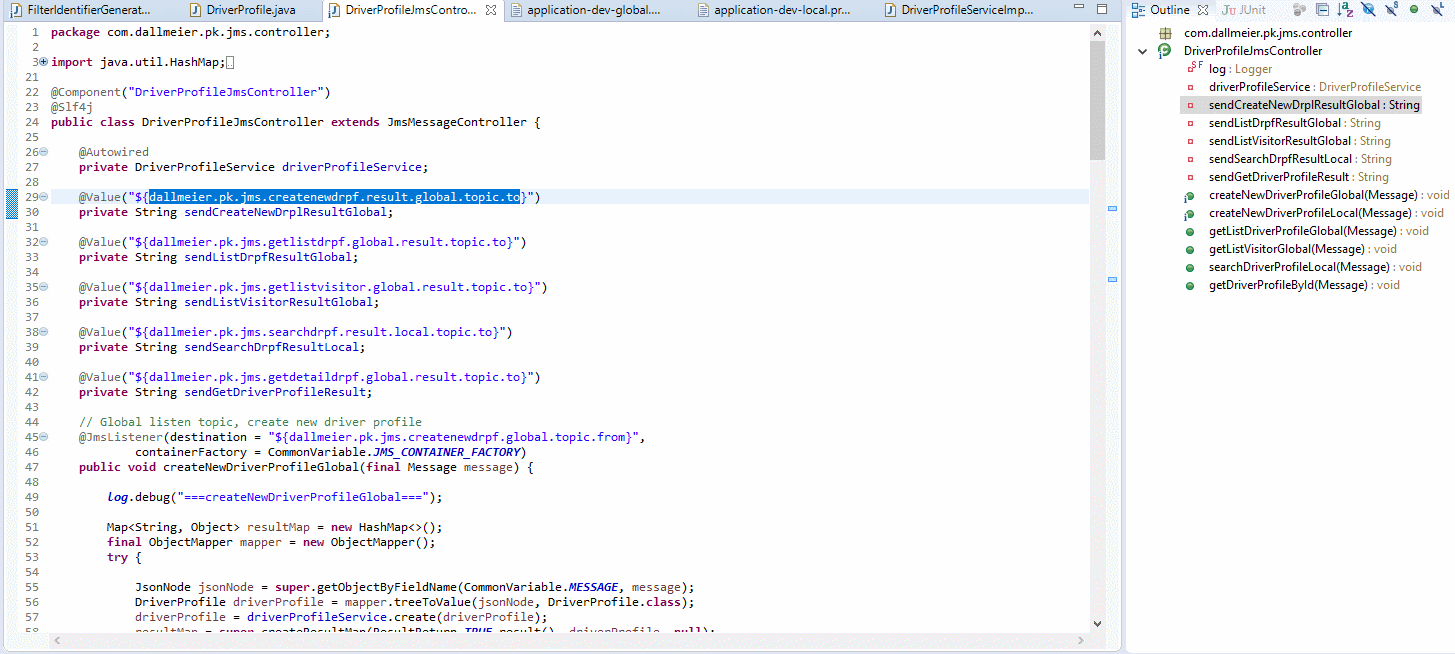 FilterIdentifierGenerat...
DriverProfile.java
DriverProfileJmsContro...
application-dev-global....
application-dev-local.pr...
DriverProfileServiceImp...
1 package com.dallmeier.pk.jms.controller;
2
3 import java.util.HashMap;
21
22 @Component("DriverProfileJmsController")
23 @Slf4j
24 public class DriverProfileJmsController extends JmsMessageController {
25
26 @Autowired
27 private DriverProfileService driverProfileService;
28
29 @Value("${dallmeier.pk.jms.createnewdrpf.result.global.topic.to}")
30 private String sendCreateNewDrplResultGlobal;
31
32 @Value("${dallmeier.pk.jms.getlistdrpf.global.result.topic.to}")
33 private String sendListDrpfResultGlobal;
34
35 @Value("${dallmeier.pk.jms.getlistvisitor.global.result.topic.to}")
36 private String sendListVisitorResultGlobal;
37
38 @Value("${dallmeier.pk.jms.searchdrpf.result.local.topic.to}")
39 private String sendSearchDrpfResultLocal;
40
41 @Value("${dallmeier.pk.jms.getdetaildrpf.global.result.topic.to}")
42 private String sendGetDriverProfileResult;
43
44 // Global listen topic, create new driver profile
45 @JmsListener(destination = "${dallmeier.pk.jms.createnewdrpf.global.topic.from}",
46 containerFactory = CommonVariable.JMS_CONTAINER_FACTORY)
47 public void createNewDriverProfileGlobal(final Message message) {
48
49 log.debug("===createNewDriverProfileGlobal===");
50
51 Map<String, Object> resultMap = new HashMap<>();
52 final ObjectMapper mapper = new ObjectMapper();
53 try {
54
55 JsonNode jsonNode = super.getObjectByFieldName(CommonVariable.MESSAGE, message);
56 DriverProfile driverProfile = mapper.treeToValue(jsonNode, DriverProfile.class);
57 driverProfile = driverProfileService.create(driverProfile);
58 resultMap = super.createResultMap(ResultReturn.TRUE.result(), driverProfile, null);
Outline
JUnit
com.dallmeier.pk.jms.controller
DriverProfileJmsController
log : Logger
driverProfileService : DriverProfileService
sendCreateNewDrplResultGlobal : String
sendListDrpfResultGlobal : String
sendListVisitorResultGlobal : String
sendSearchDrpfResultLocal : String
sendGetDriverProfileResult : String
createNewDriverProfileGlobal(Message) : void
createNewDriverProfileLocal(Message) : void
getListDriverProfileGlobal(Message) : void
getListVisitorGlobal(Message) : void
searchDriverProfileLocal(Message) : void
getDriverProfileById(Message) : void